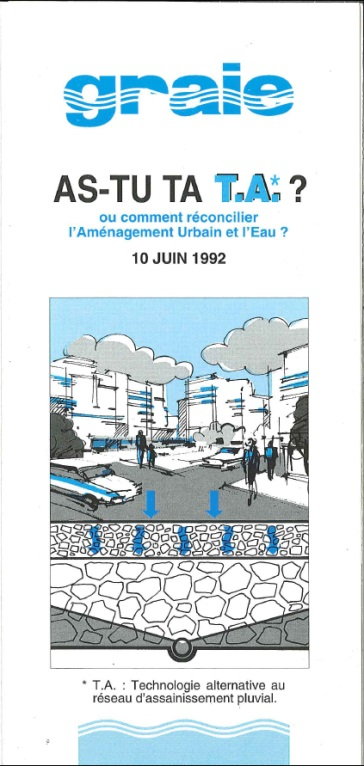 graie
AS-TU TA T.A.* ?
ou comment réconcilier
l'Aménagement Urbain et l'Eau ?
10 JUIN 1992
* T.A. : Technologie alternative au
réseau d'assainissement pluvial.